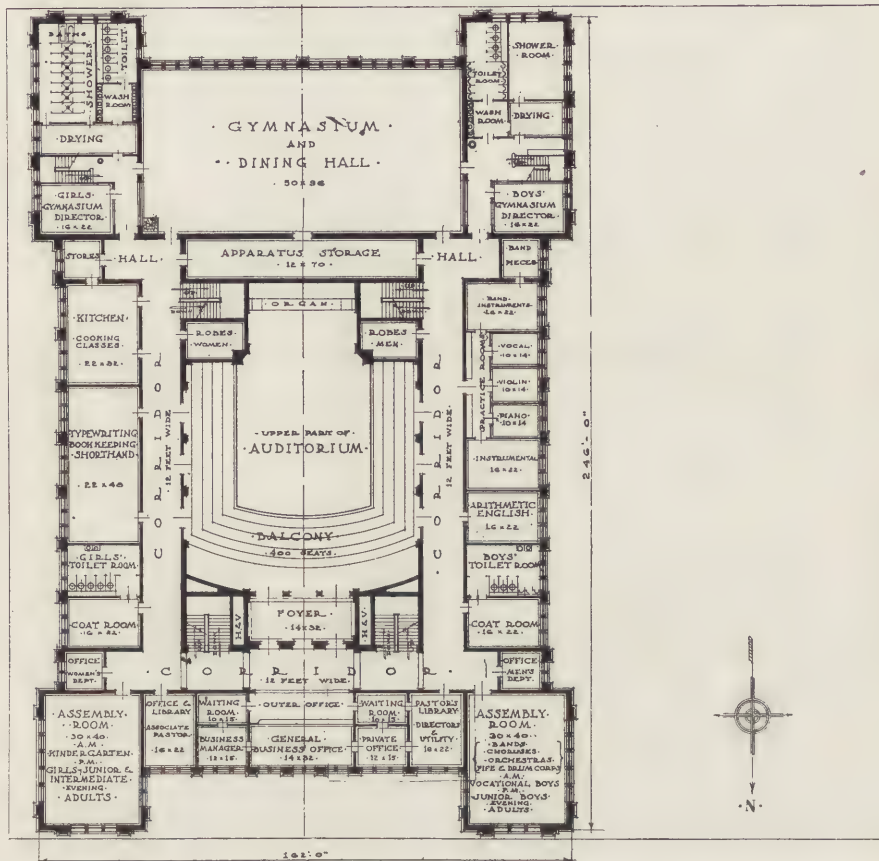 BATHS
SHOWERS
TOILET
WASH
ROOM
DRYING
GIRLS'
GYMNASIUM
DIRECTOR
16 x 22
GYMNASIUM
AND
DINING HALL
50 x 96
TOILET
ROOM
SHOWER
ROOM
WASH
ROOM
DRYING
BOYS'
GYMNASIUM
DIRECTOR
16 x 22
STORES
HALL
APPARATUS STORAGE
12 x 70
HALL
BAND
PIECES
KITCHEN
COOKING
CLASSES
22 x 32
ROBES
WOMEN
ORGAN
ROBES
MEN
BAND
INSTRUMENTS
16 x 22
PRACTICE ROOMS
VOCAL
10 x 14
VIOLIN
10 x 14
PIANO
10 x 14
TYPEWRITING
BOOKKEEPING
SHORTHAND
22 x 48
CORRIDOR
12 FEET WIDE
UPPER PART OF
AUDITORIUM
BALCONY
400 SEATS
CORRIDOR
12 FEET WIDE
INSTRUMENTAL
16 x 22
ARITHMETIC
ENGLISH
16 x 22
GIRLS'
TOILET ROOM
BOYS'
TOILET ROOM
COAT ROOM
16 x 22
H&V
FOYER
14 x 32
H&V
COAT ROOM
16 x 22
OFFICE
WOMEN'S
DEPT.
CORRIDOR
12 FEET WIDE
OFFICE
MEN'S
DEPT.
ASSEMBLY
ROOM
30 x 40
A.M.
KINDERGARTEN
P.M.
GIRLS-JUNIOR &
INTERMEDIATE
EVENING
ADULTS
OFFICE &
LIBRARY
ASSOCIATE
PASTOR
16 x 22
WAITING
ROOM
10 x 15
BUSINESS
MANAGER
12 x 15
OUTER OFFICE
GENERAL
BUSINESS OFFICE
14 x 32
WAITING
ROOM
10 x 15
PRIVATE
OFFICE
12 x 15
PASTOR'S
LIBRARY
DIRECTORS
&
UTILITY
16 x 22
ASSEMBLY
ROOM
30 x 40
BANDS
CHORUSES
ORCHESTRAS
FIFE & DRUM CORPS
A.M.
VOCATIONAL BOYS
P.M.
JUNIOR BOYS
EVENING
ADULTS
246'-0"
162'-0"
N